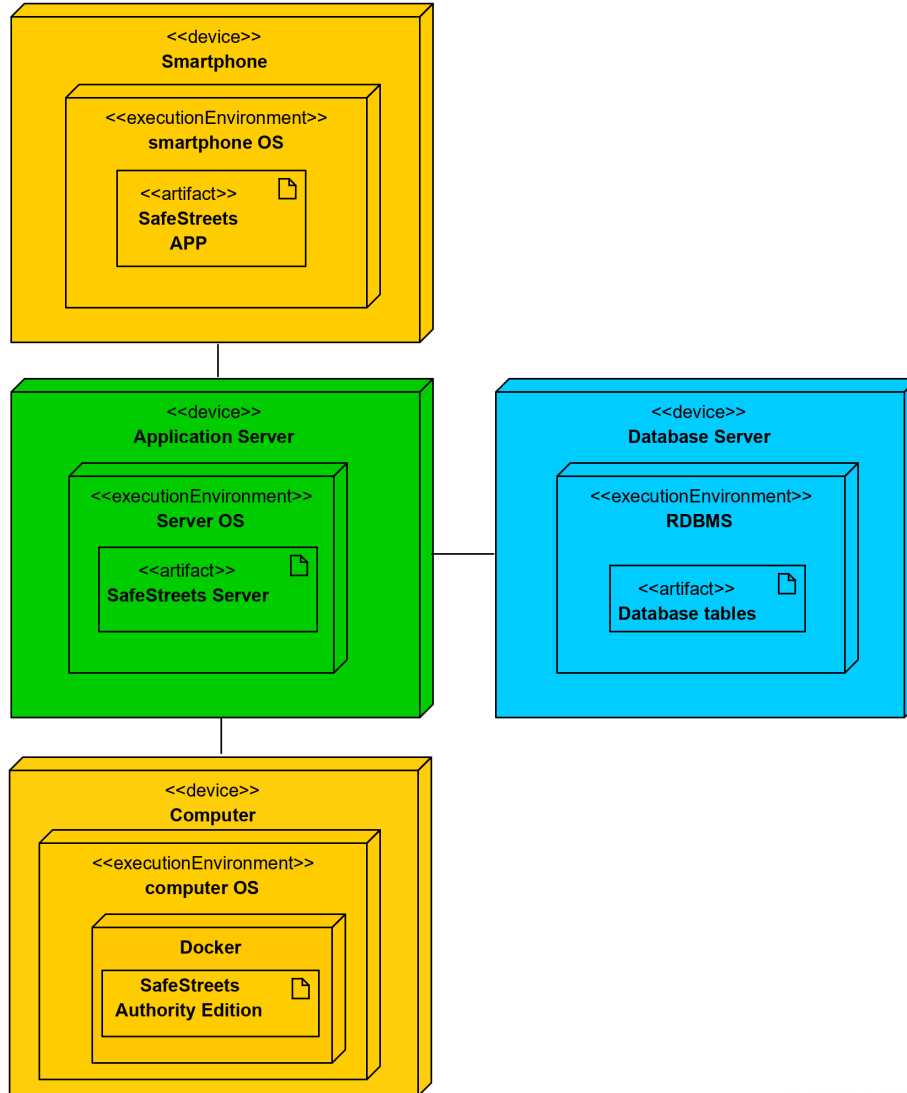 <<device>>
Smartphone
<<executionEnvironment>>
smartphone OS
<<artifact>>
SafeStreets
APP
<<device>>
Application Server
<<executionEnvironment>>
Server OS
<<artifact>>
SafeStreets Server
<<device>>
Database Server
<<executionEnvironment>>
RDBMS
<<artifact>>
Database tables
<<device>>
Computer
<<executionEnvironment>>
computer OS
Docker
SafeStreets
Authority Edition